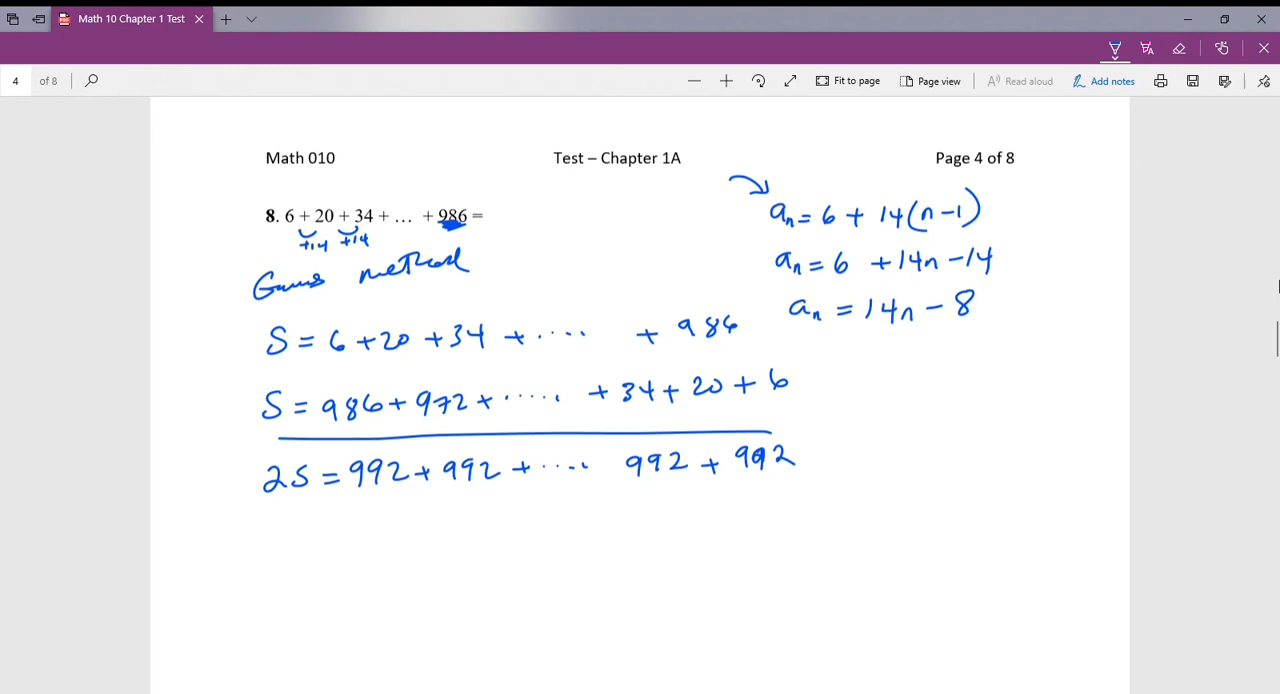 Math 10 Chapter 1 Test
4 of 8 Fit to page Page view Read aloud Add notes
Math 010 Test – Chapter 1A Page 4 of 8
8. 6 + 20 + 34 + … + 986 =
+14 +14
Gauss method
S = 6 + 20 + 34 + ···· + 986
S = 986 + 972 + ····· + 34 + 20 + 6
2S = 992 + 992 + ···· 992 + 992
aₙ = 6 + 14(n-1)
aₙ = 6 + 14n - 14
aₙ = 14n - 8